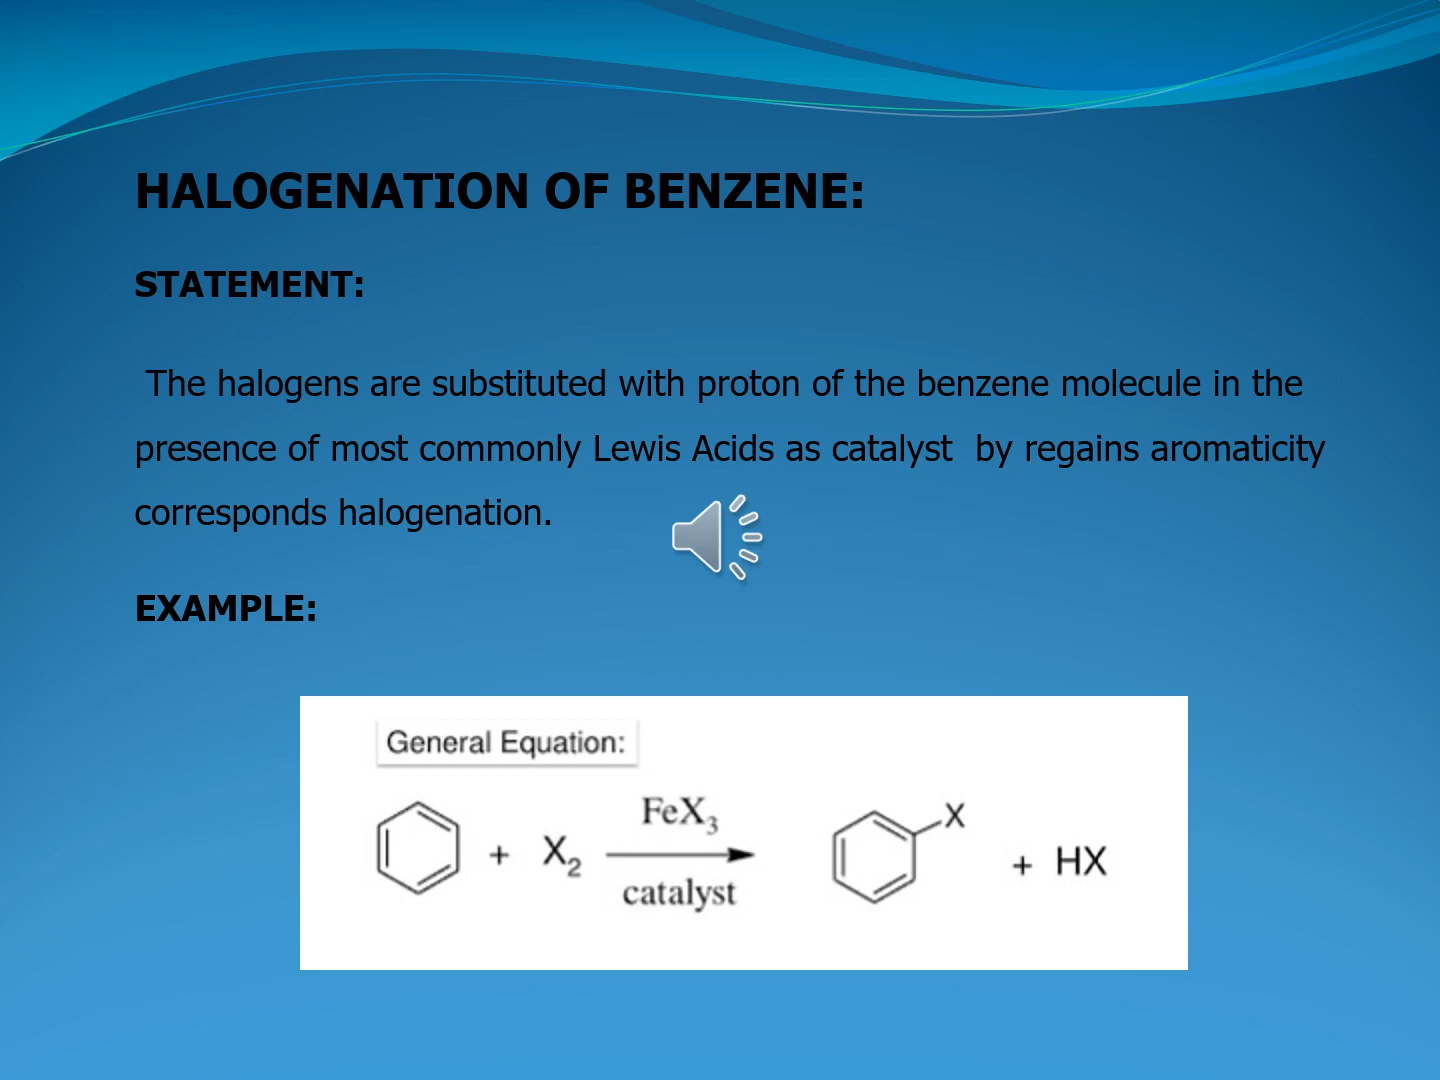 HALOGENATION OF BENZENE:
STATEMENT:
The halogens are substituted with proton of the benzene molecule in the
presence of most commonly Lewis Acids as catalyst  by regains aromaticity
corresponds halogenation.
EXAMPLE:
General Equation:
FeX₃
+ X₂ catalyst X + HX